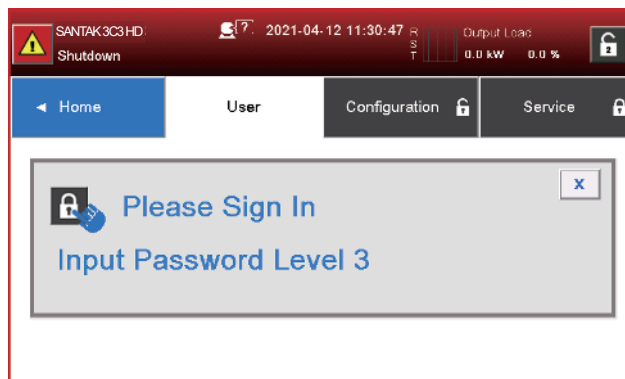 SANTAK 3C3 HD
Shutdown
?
2021-04-12 11:30:47
R
S
T
Output Load
0.0 kW 0.0 %
2
◄ Home
User
Configuration
Service
x
Please Sign In
Input Password Level 3